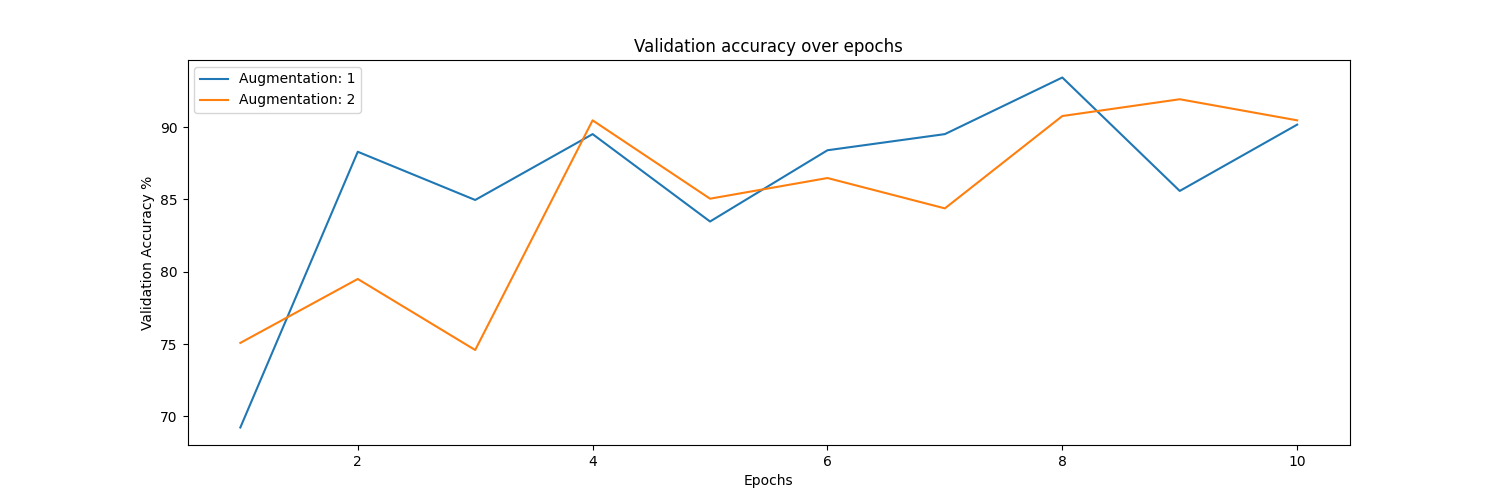 Validation accuracy over epochs
Augmentation: 1
Augmentation: 2
Validation Accuracy %
90
85
80
75
70
2 4 6 8 10
Epochs